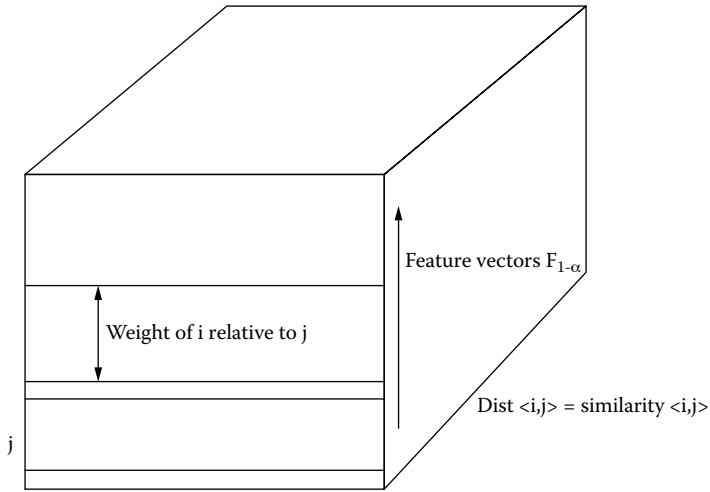 Feature vectors F1-α
Weight of i relative to j
Dist <i,j> = similarity <i,j>
j